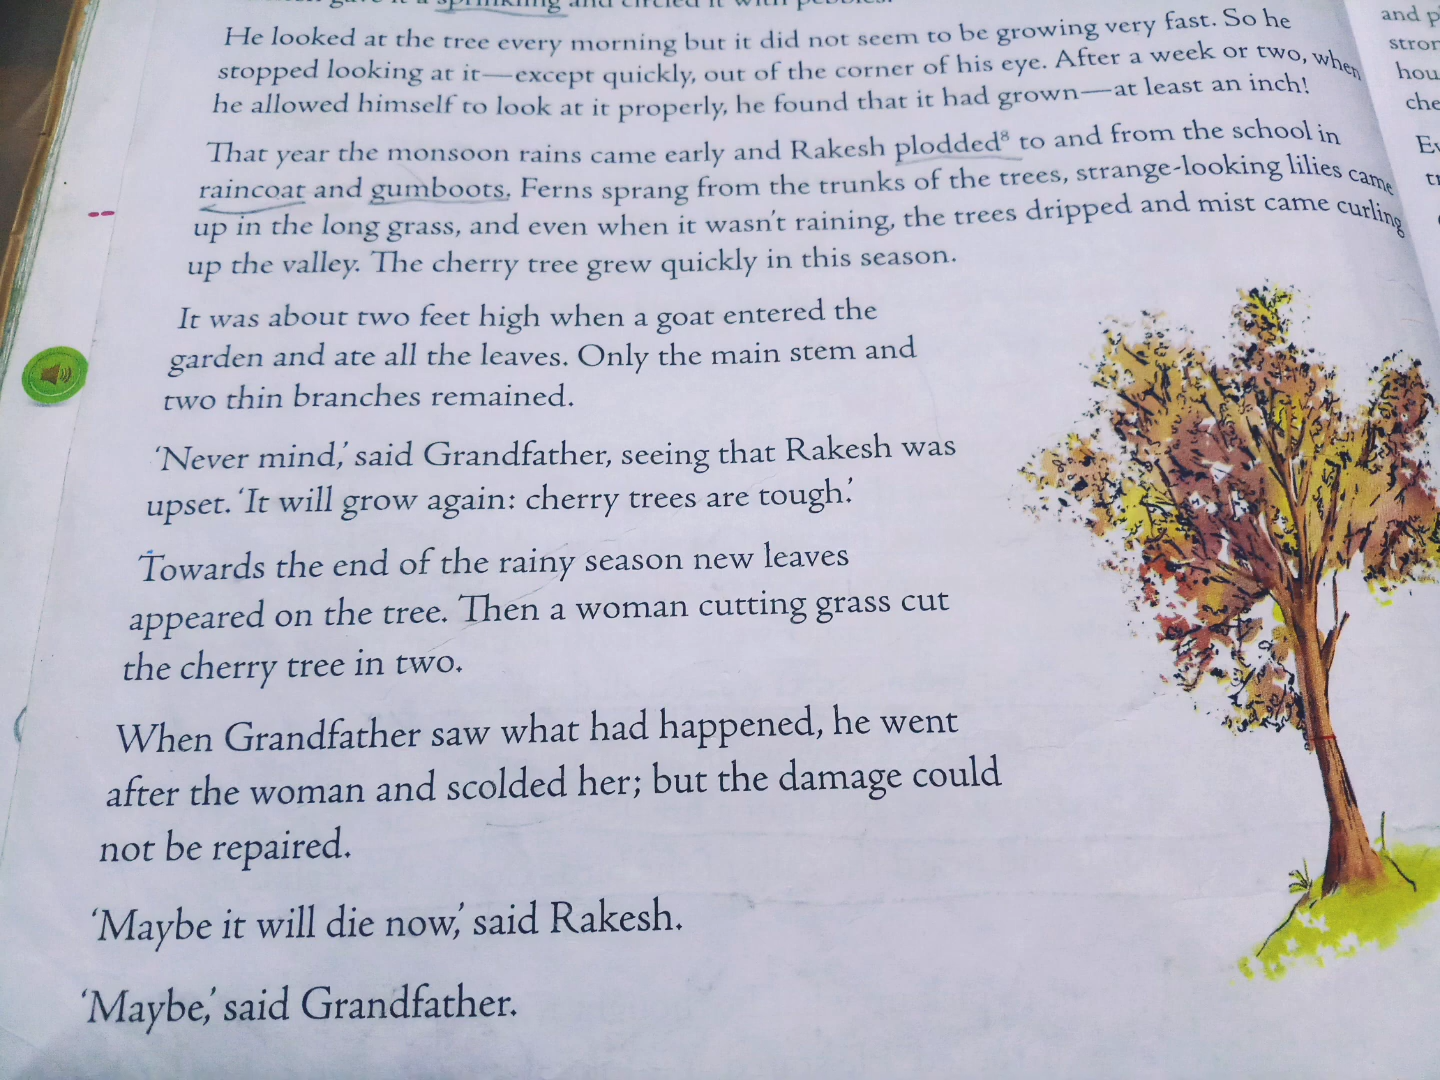 gave it a sprinkling and circled it with pebbles.
He looked at the tree every morning but it did not seem to be growing very fast. So he
stopped looking at it—except quickly, out of the corner of his eye. After a week or two, when
he allowed himself to look at it properly, he found that it had grown—at least an inch!
That year the monsoon rains came early and Rakesh plodded⁸ to and from the school in
raincoat and gumboots. Ferns sprang from the trunks of the trees, strange-looking lilies came
up in the long grass, and even when it wasn't raining, the trees dripped and mist came curling
up the valley. The cherry tree grew quickly in this season.
It was about two feet high when a goat entered the
garden and ate all the leaves. Only the main stem and
two thin branches remained.
‘Never mind,’ said Grandfather, seeing that Rakesh was
upset. ‘It will grow again: cherry trees are tough.’
Towards the end of the rainy season new leaves
appeared on the tree. Then a woman cutting grass cut
the cherry tree in two.
When Grandfather saw what had happened, he went
after the woman and scolded her; but the damage could
not be repaired.
‘Maybe it will die now,’ said Rakesh.
‘Maybe,’ said Grandfather.
and